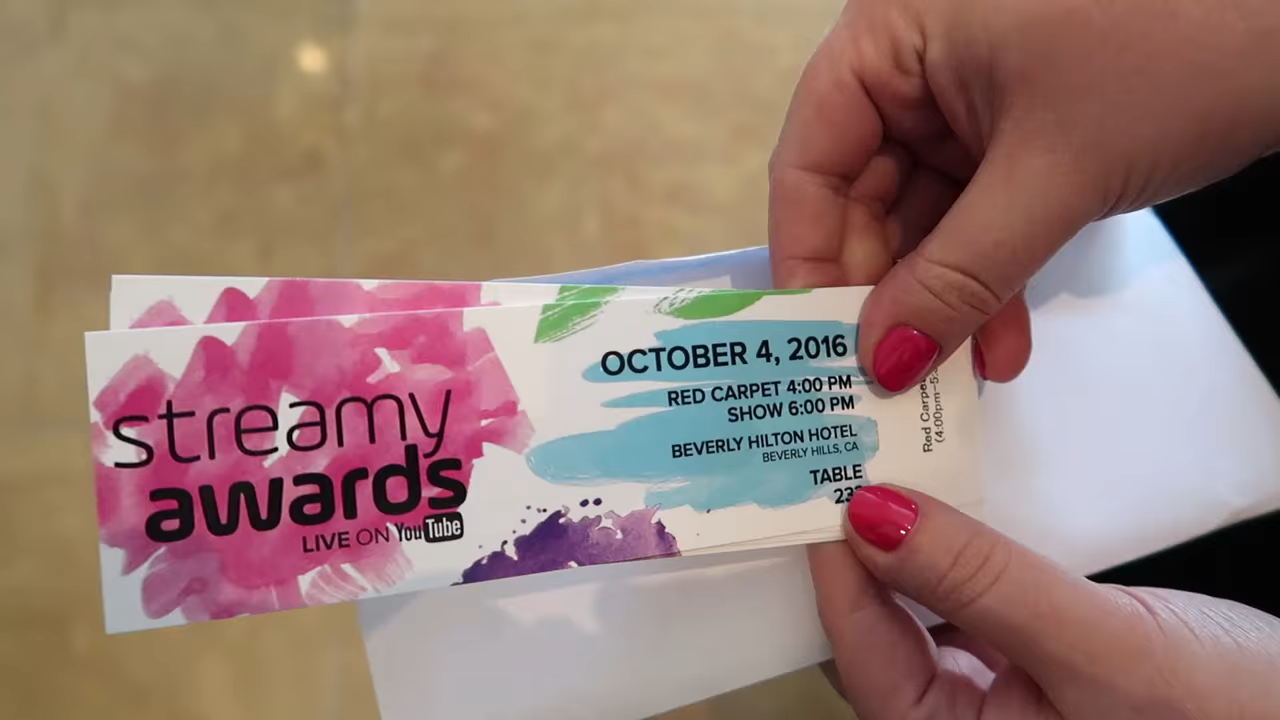 streamy
awards
LIVE ON YouTube
OCTOBER 4, 2016
RED CARPET 4:00 PM
SHOW 6:00 PM
BEVERLY HILTON HOTEL
BEVERLY HILLS, CA
TABLE
Red